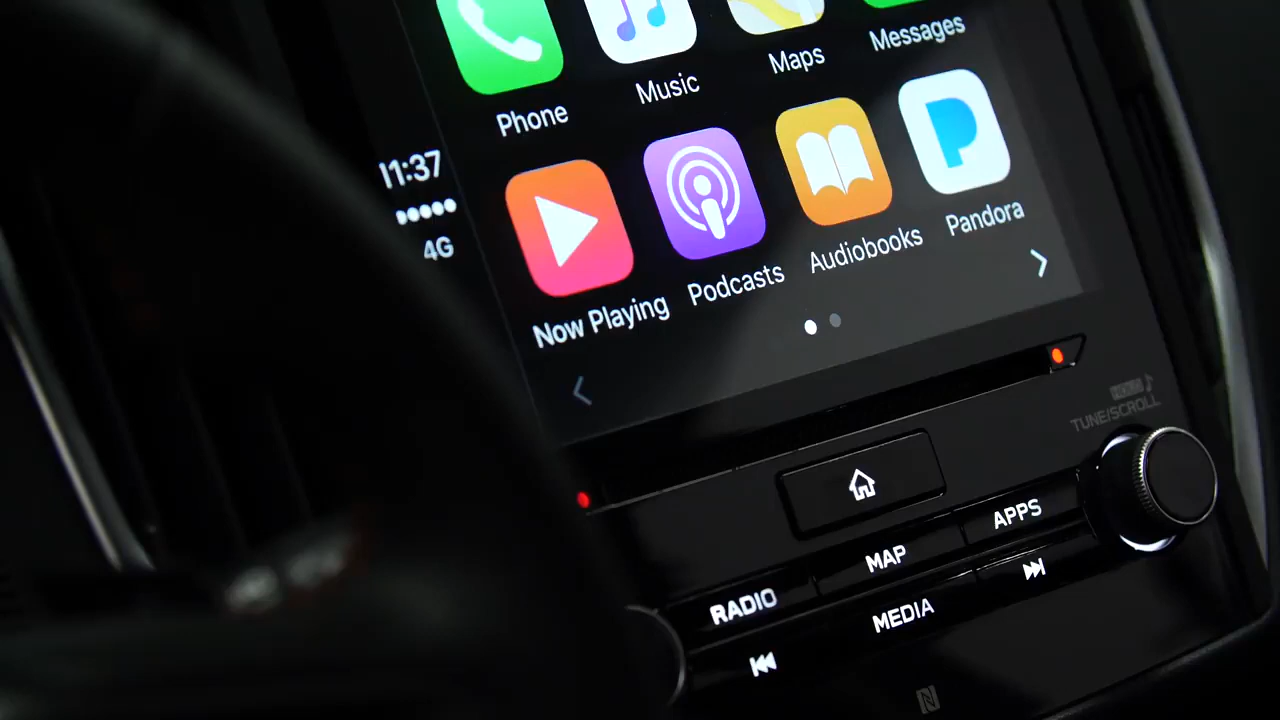 Phone
Music
Maps
Messages
11:37
4G
Now Playing
Podcasts
Audiobooks
Pandora
TUNE/SCROLL
APPS
MAP
RADIO
MEDIA